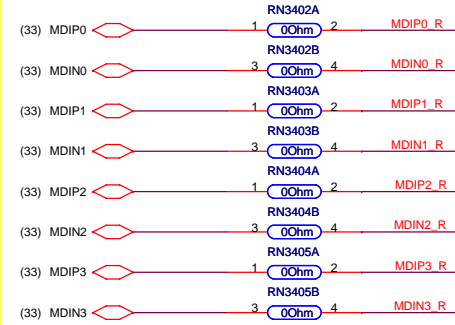 RN3402A
(33) MDIP0 1 0Ohm 2 MDIP0_R
RN3402B
(33) MDIN0 3 0Ohm 4 MDIN0_R
RN3403A
(33) MDIP1 1 0Ohm 2 MDIP1_R
RN3403B
(33) MDIN1 3 0Ohm 4 MDIN1_R
RN3404A
(33) MDIP2 1 0Ohm 2 MDIP2_R
RN3404B
(33) MDIN2 3 0Ohm 4 MDIN2_R
RN3405A
(33) MDIP3 1 0Ohm 2 MDIP3_R
RN3405B
(33) MDIN3 3 0Ohm 4 MDIN3_R